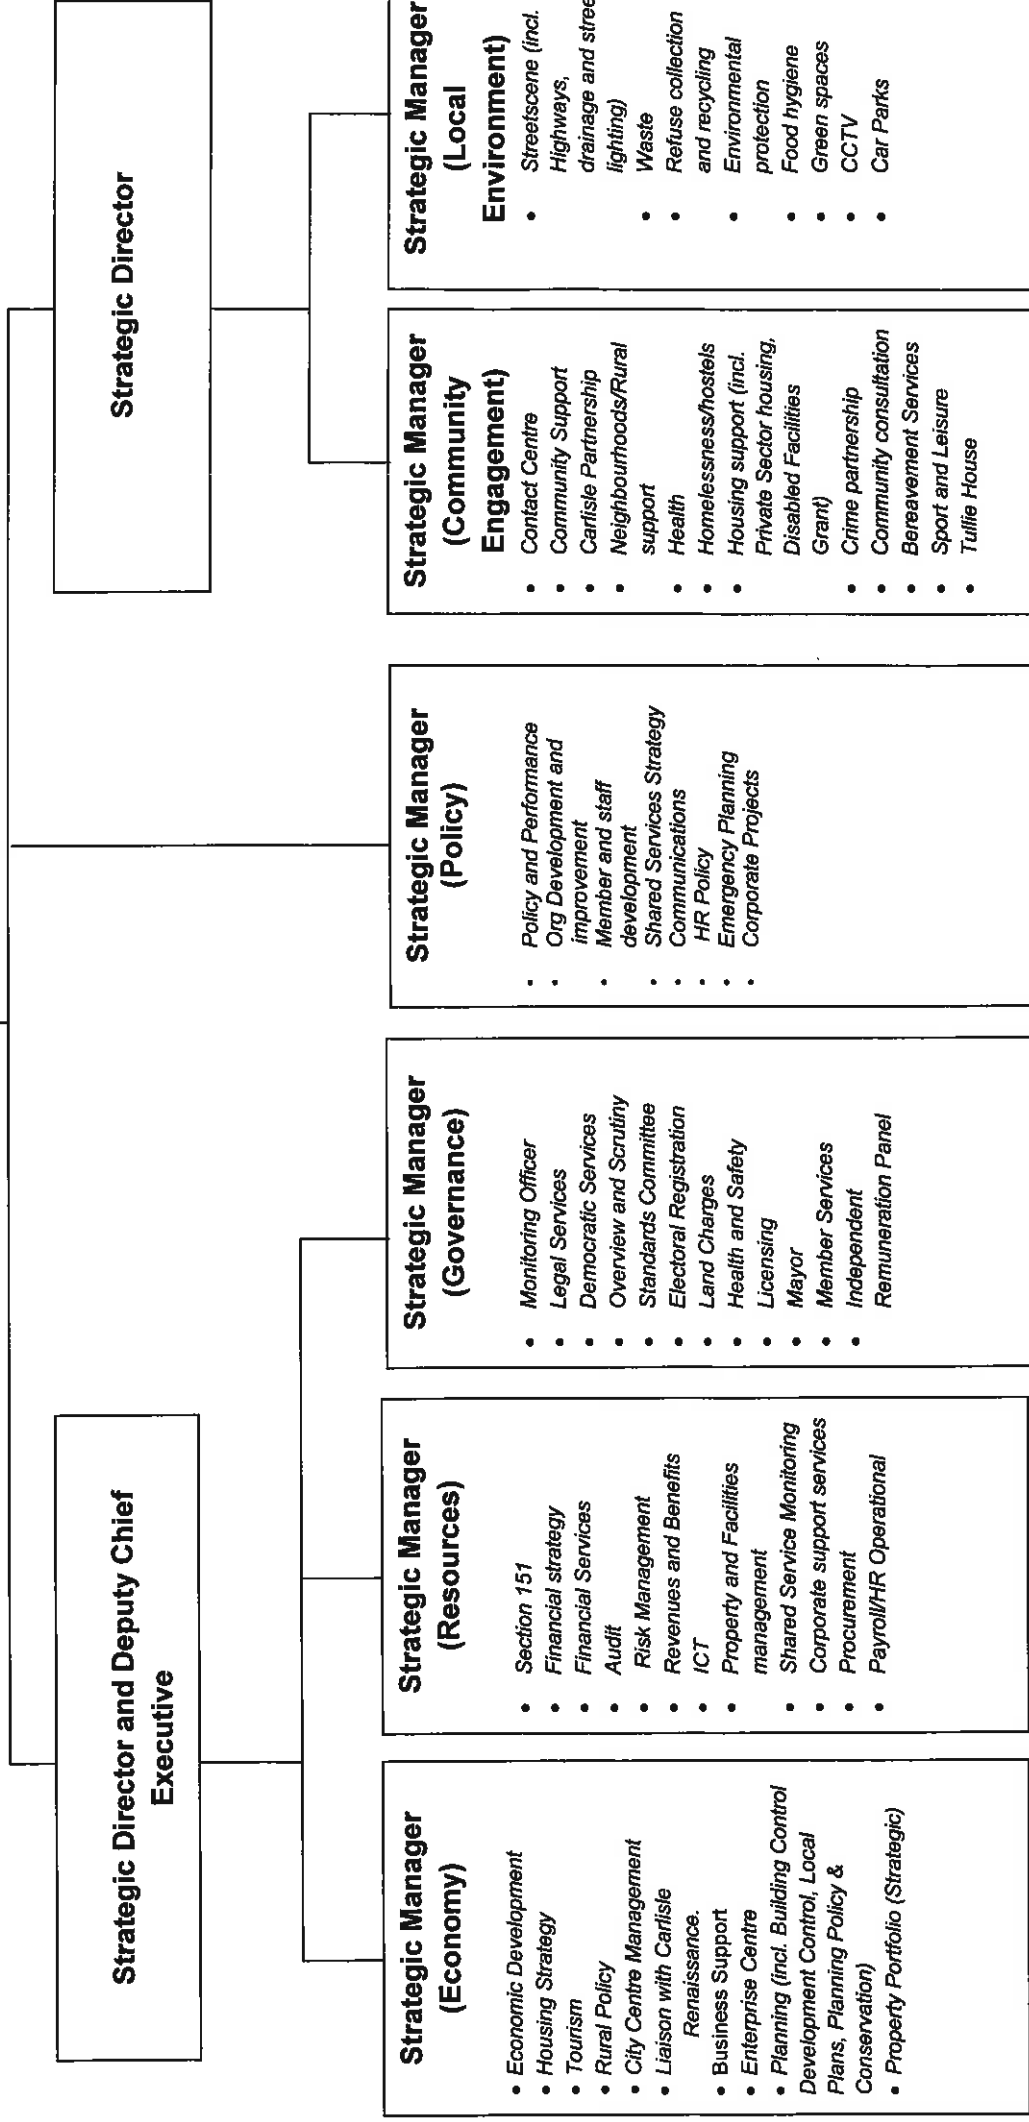 Strategic Director and Deputy Chief
Executive
Strategic Director
Strategic Manager
(Economy)
• Economic Development
• Housing Strategy
• Tourism
• Rural Policy
• City Centre Management
• Liaison with Carlisle
Renaissance.
• Business Support
• Enterprise Centre
• Planning (incl. Building Control
Development Control, Local
Plans, Planning Policy &
Conservation)
• Property Portfolio (Strategic)
Strategic Manager
(Resources)
• Section 151
• Financial strategy
• Financial Services
• Audit
• Risk Management
• Revenues and Benefits
• ICT
• Property and Facilities
management
• Shared Service Monitoring
• Corporate support services
• Procurement
• Payroll/HR Operational
Strategic Manager
(Governance)
• Monitoring Officer
• Legal Services
• Democratic Services
• Overview and Scrutiny
• Standards Committee
• Electoral Registration
• Land Charges
• Health and Safety
• Licensing
• Mayor
• Member Services
• Independent
Remuneration Panel
Strategic Manager
(Policy)
• Policy and Performance
• Org Development and
improvement
• Member and staff
development
• Shared Services Strategy
• Communications
• HR Policy
• Emergency Planning
• Corporate Projects
Strategic Manager
(Community
Engagement)
• Contact Centre
• Community Support
• Carlisle Partnership
• Neighbourhoods/Rural
support
• Health
• Homelessness/hostels
• Housing support (incl.
Private Sector housing,
Disabled Facilities
Grant)
• Crime partnership
• Community consultation
• Bereavement Services
• Sport and Leisure
• Tullie House
Strategic Manager
(Local
Environment)
• Streetscene (incl.
Highways,
drainage and stree
lighting)
• Waste
• Refuse collection
and recycling
• Environmental
protection
• Food hygiene
• Green spaces
• CCTV
• Car Parks